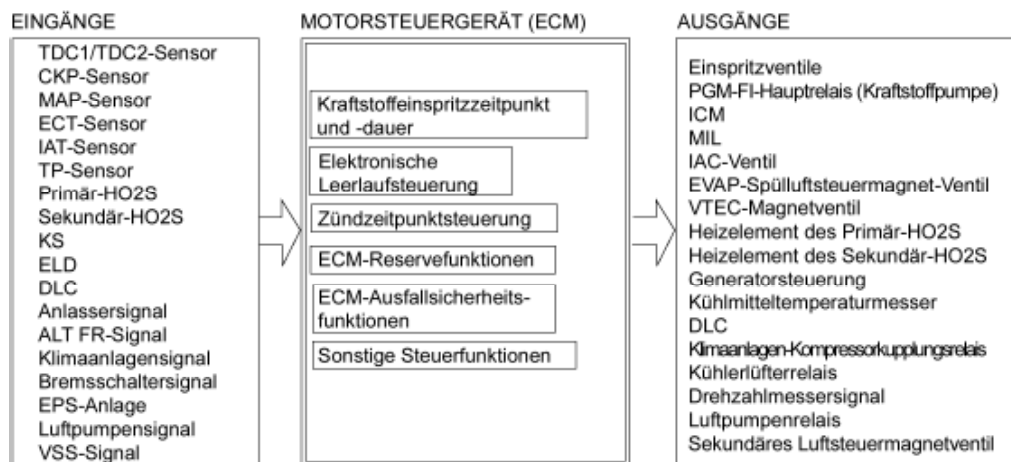 EINGÄNGE
TDC1/TDC2-Sensor
CKP-Sensor
MAP-Sensor
ECT-Sensor
IAT-Sensor
TP-Sensor
Primär-HO2S
Sekundär-HO2S
KS
ELD
DLC
Anlassersignal
ALT FR-Signal
Klimaanlagensignal
Bremsschaltersignal
EPS-Anlage
Luftpumpensignal
VSS-Signal
MOTORSTEUERGERÄT (ECM)
Kraftstoffeinspritzzeitpunkt
und -dauer
Elektronische
Leerlaufsteuerung
Zündzeitpunktsteuerung
ECM-Reservefunktionen
ECM-Ausfallsicherheits-
funktionen
Sonstige Steuerfunktionen
AUSGÄNGE
Einspritzventile
PGM-FI-Hauptrelais (Kraftstoffpumpe)
ICM
MIL
IAC-Ventil
EVAP-Spülluftsteuermagnet-Ventil
VTEC-Magnetventil
Heizelement des Primär-HO2S
Heizelement des Sekundär-HO2S
Generatorsteuerung
Kühlmitteltemperaturmesser
DLC
Klimaanlagen-Kompressorkupplungsrelais
Kühlerlüfterrelais
Drehzahlmessersignal
Luftpumpenrelais
Sekundäres Luftsteuermagnetventil